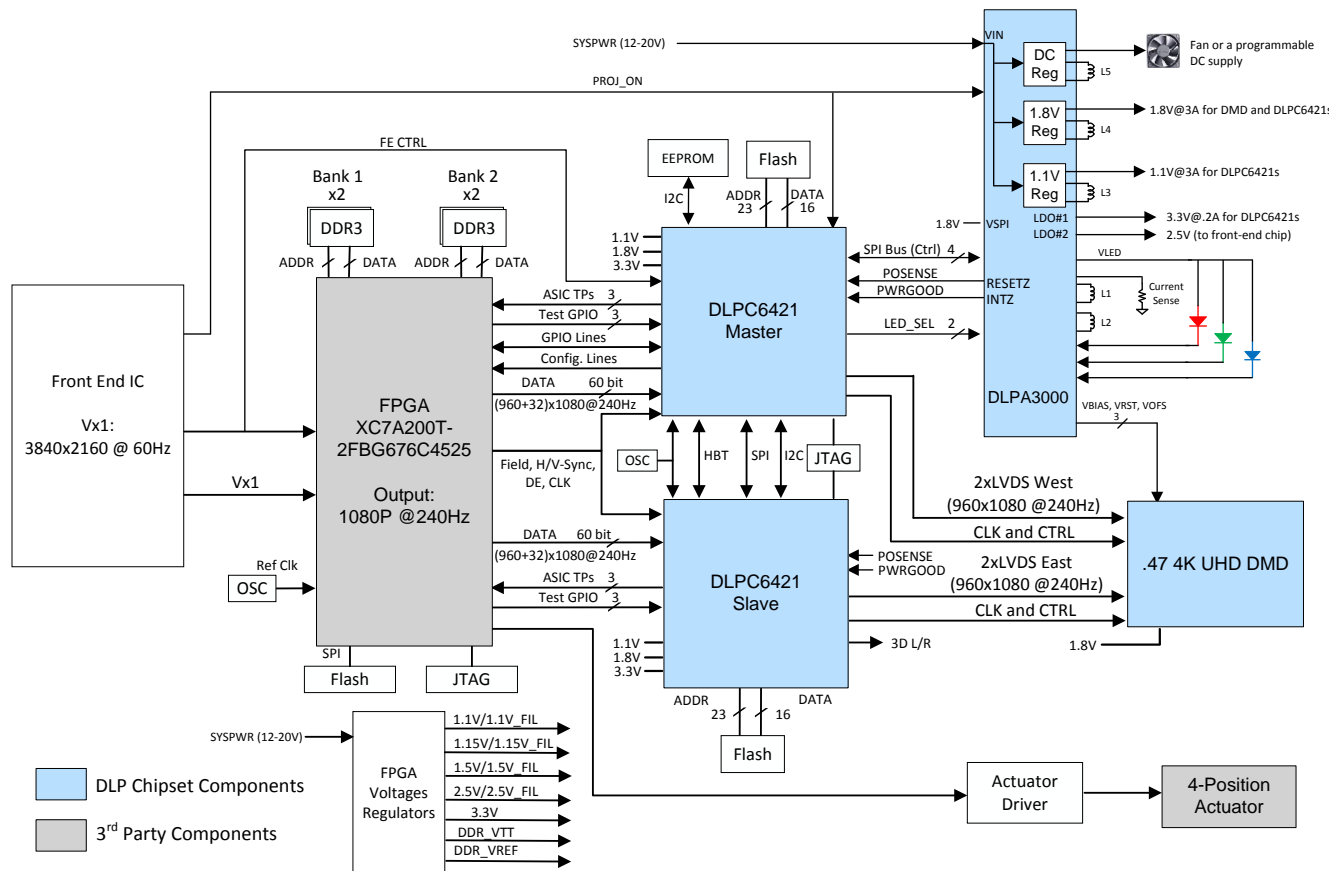 SYSPWR (12-20V)
VIN
DC
Reg
L5
Fan or a programmable
DC supply
PROJ_ON
1.8V
Reg
L4
1.8V@3A for DMD and DLPC6421s
FE CTRL
EEPROM
Flash
I2C
ADDR
23
DATA
16
1.1V
Reg
L3
1.1V@3A for DLPC6421s
Bank 1
x2
Bank 2
x2
DDR3
DDR3
ADDR
DATA
ADDR
DATA
LDO#1
3.3V@.2A for DLPC6421s
LDO#2
2.5V (to front-end chip)
1.8V
VSPI
1.1V
1.8V
3.3V
SPI Bus (Ctrl)
4
VLED
POSENSE
RESETZ
PWRGOOD
INTZ
L1
Current
Sense
L2
DLPC6421
Master
LED_SEL
2
ASIC TPs
3
Test GPIO
3
GPIO Lines
Config. Lines
DATA
60 bit
(960+32)x1080@240Hz
DLPA3000
VBIAS, VRST, VOFS
3
Front End IC
Vx1:
3840x2160 @ 60Hz
Vx1
FPGA
XC7A200T-
2FBG676C4525
Output:
1080P @240Hz
Field, H/V-Sync,
DE, CLK
OSC
HBT
SPI
I2C
JTAG
2xLVDS West
(960x1080 @240Hz)
CLK and CTRL
DATA
60 bit
(960+32)x1080@240Hz
ASIC TPs
3
Test GPIO
3
Ref Clk
OSC
DLPC6421
Slave
POSENSE
PWRGOOD
2xLVDS East
(960x1080 @240Hz)
CLK and CTRL
.47 4K UHD DMD
1.8V
3D L/R
1.1V
1.8V
3.3V
ADDR
23
DATA
16
Flash
SPI
Flash
JTAG
SYSPWR (12-20V)
FPGA
Voltages
Regulators
1.1V/1.1V_FIL
1.15V/1.15V_FIL
1.5V/1.5V_FIL
2.5V/2.5V_FIL
3.3V
DDR_VTT
DDR_VREF
Actuator
Driver
4-Position
Actuator
DLP Chipset Components
3rd Party Components